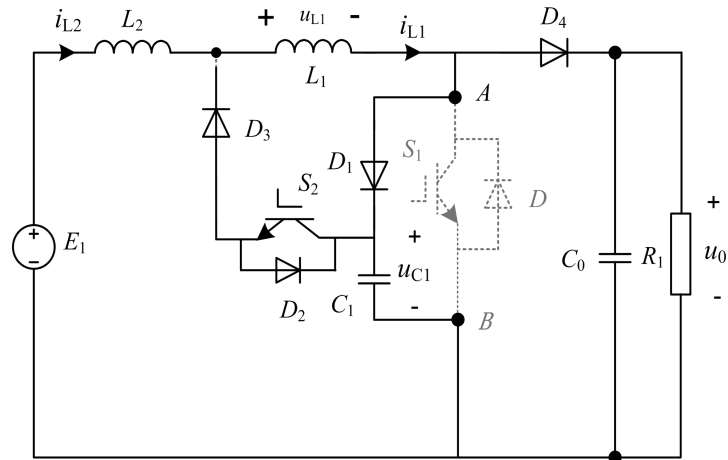 i_L2 L_2 + u_L1 - i_L1 D_4
L_1
A
D_3 D_1 S_1
S_2 D
+ - E_1 + u_C1 - C_0 R_1 + u_0 -
D_2 C_1 B